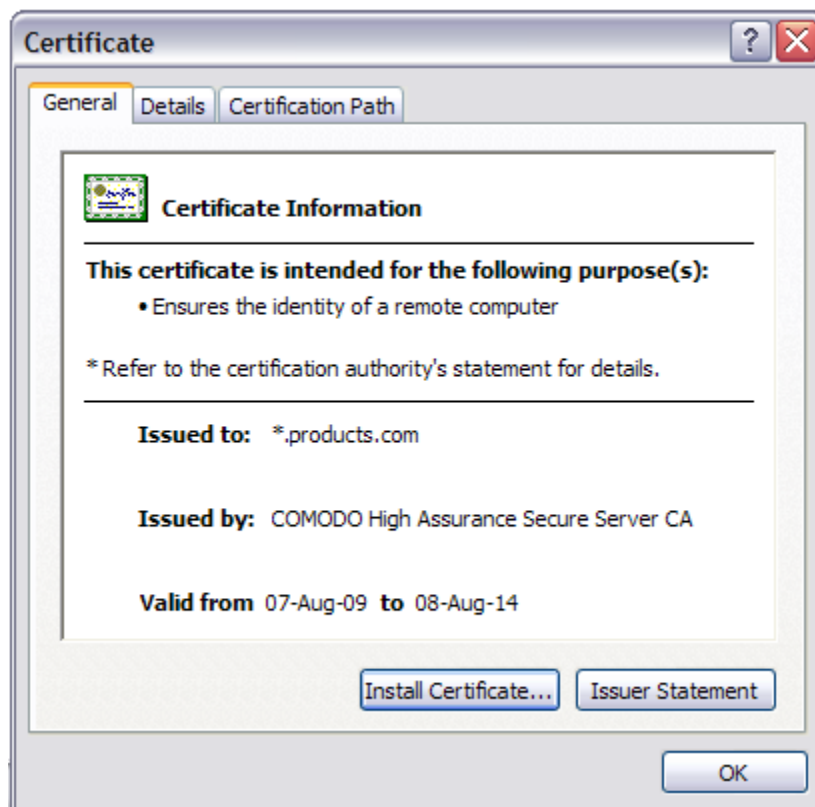 Certificate
?
General Details Certification Path
Certificate Information
This certificate is intended for the following purpose(s):
• Ensures the identity of a remote computer
* Refer to the certification authority's statement for details.
Issued to: *.products.com
Issued by: COMODO High Assurance Secure Server CA
Valid from 07-Aug-09 to 08-Aug-14
Install Certificate... Issuer Statement
OK